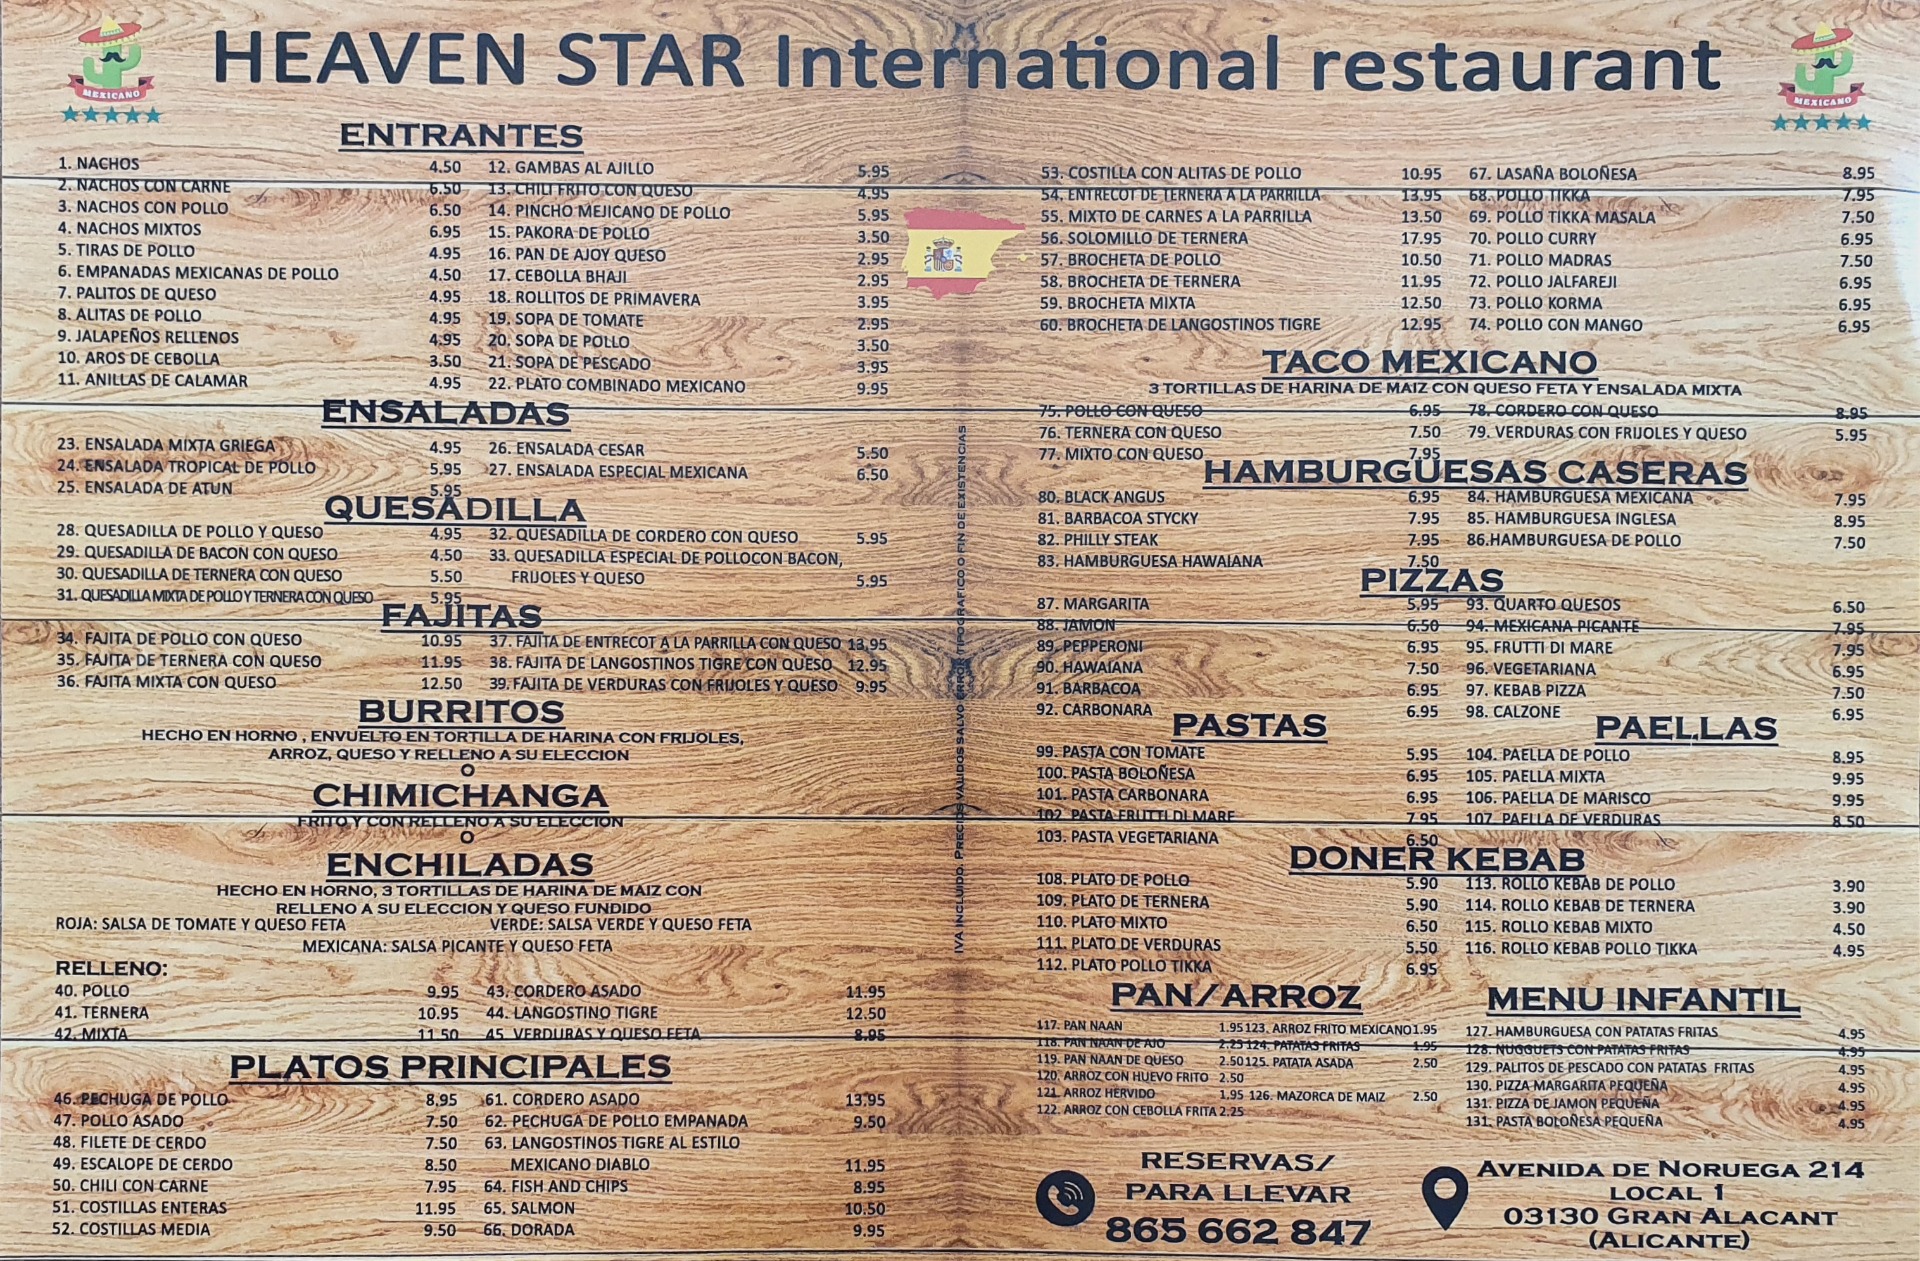 HEAVEN STAR International restaurant
MEXICANO
MEXICANO
ENTRANTES
1. NACHOS 4.50
2. NACHOS CON CARNE 6.50
3. NACHOS CON POLLO 6.50
4. NACHOS MIXTOS 6.95
5. TIRAS DE POLLO 4.95
6. EMPANADAS MEXICANAS DE POLLO 4.50
7. PALITOS DE QUESO 4.95
8. ALITAS DE POLLO 4.95
9. JALAPEÑOS RELLENOS 4.95
10. AROS DE CEBOLLA 3.50
11. ANILLAS DE CALAMAR 4.95
12. GAMBAS AL AJILLO 5.95
13. CHILI FRITO CON QUESO 4.95
14. PINCHO MEJICANO DE POLLO 5.95
15. PAKORA DE POLLO 3.50
16. PAN DE AJOY QUESO 2.95
17. CEBOLLA BHAJI 2.95
18. ROLLITOS DE PRIMAVERA 3.95
19. SOPA DE TOMATE 2.95
20. SOPA DE POLLO 3.50
21. SOPA DE PESCADO 3.95
22. PLATO COMBINADO MEXICANO 9.95
ENSALADAS
23. ENSALADA MIXTA GRIEGA 4.95
24. ENSALADA TROPICAL DE POLLO 5.95
25. ENSALADA DE ATUN 5.95
26. ENSALADA CESAR 5.50
27. ENSALADA ESPECIAL MEXICANA 6.50
QUESADILLA
28. QUESADILLA DE POLLO Y QUESO 4.95
29. QUESADILLA DE BACON CON QUESO 4.50
30. QUESADILLA DE TERNERA CON QUESO 5.50
31. QUESADILLA MIXTA DE POLLO Y TERNERA CON QUESO 5.95
32. QUESADILLA DE CORDERO CON QUESO 5.95
33. QUESADILLA ESPECIAL DE POLLOCON BACON,
FRIJOLES Y QUESO 5.95
FAJITAS
34. FAJITA DE POLLO CON QUESO 10.95
35. FAJITA DE TERNERA CON QUESO 11.95
36. FAJITA MIXTA CON QUESO 12.50
37. FAJITA DE ENTRECOT A LA PARRILLA CON QUESO 13.95
38. FAJITA DE LANGOSTINOS TIGRE CON QUESO 12.95
39. FAJITA DE VERDURAS CON FRIJOLES Y QUESO 9.95
BURRITOS
HECHO EN HORNO , ENVUELTO EN TORTILLA DE HARINA CON FRIJOLES,
ARROZ, QUESO Y RELLENO A SU ELECCION
O
CHIMICHANGA
FRITO Y CON RELLENO A SU ELECCION
O
ENCHILADAS
HECHO EN HORNO, 3 TORTILLAS DE HARINA DE MAIZ CON
RELLENO A SU ELECCION Y QUESO FUNDIDO
ROJA: SALSA DE TOMATE Y QUESO FETA VERDE: SALSA VERDE Y QUESO FETA
MEXICANA: SALSA PICANTE Y QUESO FETA
RELLENO:
40. POLLO 9.95
41. TERNERA 10.95
42. MIXTA 11.50
43. CORDERO ASADO 11.95
44. LANGOSTINO TIGRE 12.50
45. VERDURAS Y QUESO FETA 8.95
PLATOS PRINCIPALES
46. PECHUGA DE POLLO 8,95
47. POLLO ASADO 7.50
48. FILETE DE CERDO 7.50
49. ESCALOPE DE CERDO 8.50
50. CHILI CON CARNE 7.95
51. COSTILLAS ENTERAS 11.95
52. COSTILLAS MEDIA 9.50
61. CORDERO ASADO 13.95
62. PECHUGA DE POLLO EMPANADA 9.50
63. LANGOSTINOS TIGRE AL ESTILO
MEXICANO DIABLO 11.95
64. FISH AND CHIPS 8.95
65. SALMON 10.50
66. DORADA 9.95
IVA INCLUIDO. PRECIOS VALIDOS SALVO ERROR TIPOGRAFICO O FIN DE EXISTENCIAS
53. COSTILLA CON ALITAS DE POLLO 10.95
54. ENTRECOT DE TERNERA A LA PARRILLA 13.95
55. MIXTO DE CARNES A LA PARRILLA 13.50
56. SOLOMILLO DE TERNERA 17.95
57. BROCHETA DE POLLO 10.50
58. BROCHETA DE TERNERA 11.95
59. BROCHETA MIXTA 12.50
60. BROCHETA DE LANGOSTINOS TIGRE 12.95
67. LASAÑA BOLOÑESA 8.95
68. POLLO TIKKA 7.95
69. POLLO TIKKA MASALA 7.50
70. POLLO CURRY 6.95
71. POLLO MADRAS 7.50
72. POLLO JALFAREJI 6.95
73. POLLO KORMA 6.95
74. POLLO CON MANGO 6.95
TACO MEXICANO
3 TORTILLAS DE HARINA DE MAIZ CON QUESO FETA Y ENSALADA MIXTA
75. POLLO CON QUESO 6.95
76. TERNERA CON QUESO 7.50
77. MIXTO CON QUESO 7.95
78. CORDERO CON QUESO 8.95
79. VERDURAS CON FRIJOLES Y QUESO 5.95
HAMBURGUESAS CASERAS
80. BLACK ANGUS 6.95
81. BARBACOA STYCKY 7.95
82. PHILLY STEAK 7.95
83. HAMBURGUESA HAWAIANA 7.50
84. HAMBURGUESA MEXICANA 7.95
85. HAMBURGUESA INGLESA 8.95
86.HAMBURGUESA DE POLLO 7.50
PIZZAS
87. MARGARITA 5,95
88. JAMON 6.50
89. PEPPERONI 6.95
90. HAWAIANA 7.50
91. BARBACOA 6.95
92. CARBONARA 6.95
93. QUARTO QUESOS 6.50
94. MEXICANA PICANTE 7.95
95. FRUTTI DI MARE 7.95
96. VEGETARIANA 6.95
97. KEBAB PIZZA 7.50
98. CALZONE 6.95
PASTAS
99. PASTA CON TOMATE 5.95
100. PASTA BOLOÑESA 6.95
101. PASTA CARBONARA 6.95
102. PASTA FRUTTI DI MARE 7.95
103. PASTA VEGETARIANA 6.50
PAELLAS
104. PAELLA DE POLLO 8.95
105. PAELLA MIXTA 9.95
106. PAELLA DE MARISCO 9.95
107. PAELLA DE VERDURAS 8.50
DONER KEBAB
108. PLATO DE POLLO 5.90
109. PLATO DE TERNERA 5.90
110. PLATO MIXTO 6.50
111. PLATO DE VERDURAS 5.50
112. PLATO POLLO TIKKA 6.95
113. ROLLO KEBAB DE POLLO 3.90
114. ROLLO KEBAB DE TERNERA 3.90
115. ROLLO KEBAB MIXTO 4.50
116. ROLLO KEBAB POLLO TIKKA 4.95
PAN/ARROZ
117. PAN NAAN 1.95
118. PAN NAAN DE AJO 2.25
119. PAN NAAN DE QUESO 2.50
120. ARROZ CON HUEVO FRITO 2.50
121. ARROZ HERVIDO 1.95
122. ARROZ CON CEBOLLA FRITA 2.25
123. ARROZ FRITO MEXICANO 1.95
124. PATATAS FRITAS 1.95
125. PATATA ASADA 2.50
126. MAZORCA DE MAIZ 2.50
MENU INFANTIL
127. HAMBURGUESA CON PATATAS FRITAS 4.95
128. NUGGUETS CON PATATAS FRITAS 4.95
129. PALITOS DE PESCADO CON PATATAS FRITAS 4.95
130. PIZZA MARGARITA PEQUEÑA 4.95
131. PIZZA DE JAMON PEQUEÑA 4.95
131. PASTA BOLOÑESA PEQUEÑA 4.95
RESERVAS/
PARA LLEVAR
865 662 847
AVENIDA DE NORUEGA 214
LOCAL 1
03130 GRAN ALACANT
(ALICANTE)